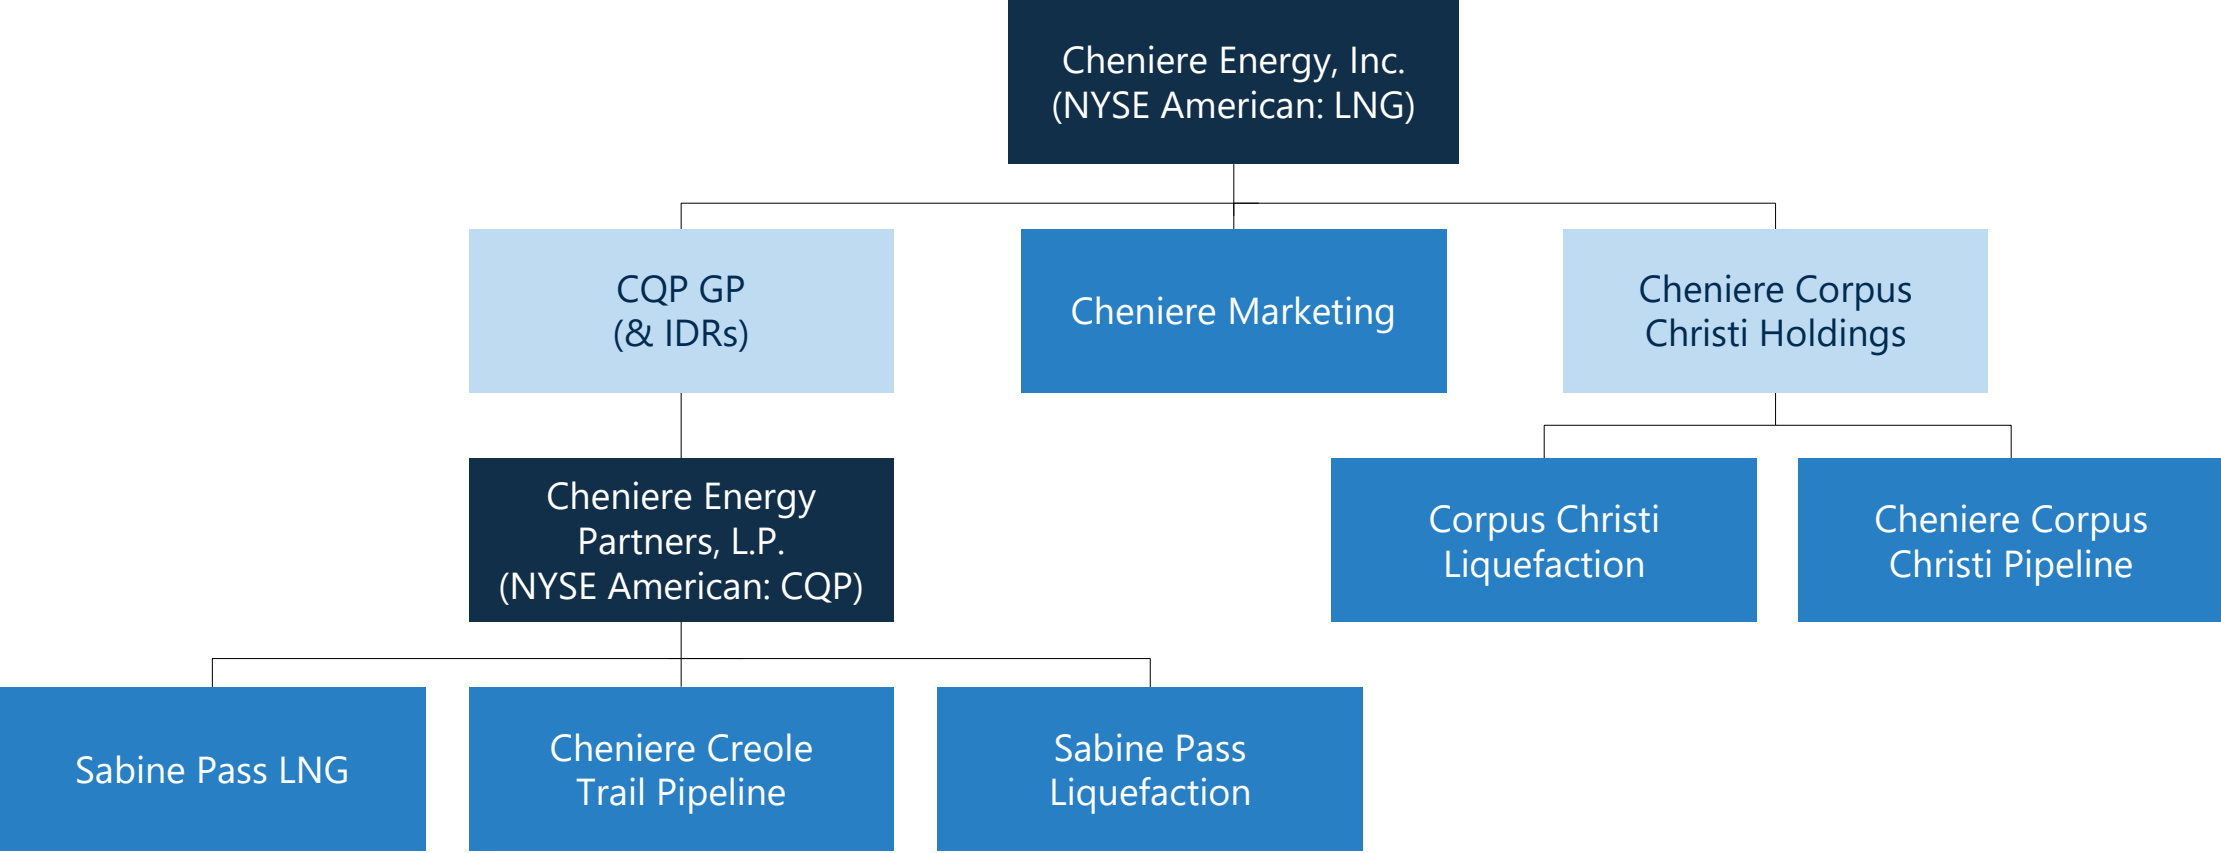 Cheniere Energy, Inc.
(NYSE American: LNG)
CQP GP
(& IDRs)
Cheniere Marketing
Cheniere Corpus
Christi Holdings
Cheniere Energy
Partners, L.P.
(NYSE American: CQP)
Corpus Christi
Liquefaction
Cheniere Corpus
Christi Pipeline
Sabine Pass LNG
Cheniere Creole
Trail Pipeline
Sabine Pass
Liquefaction